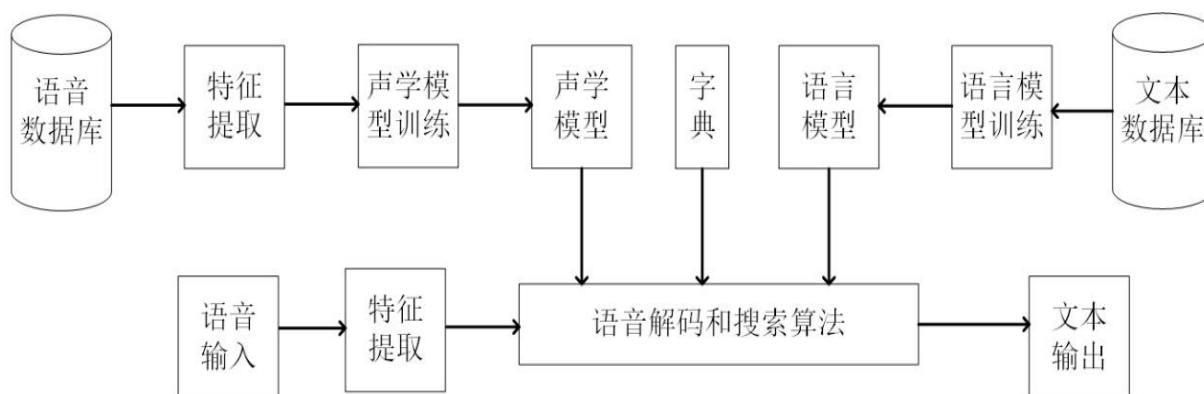 语音
数据库
特征
提取
声学模
型训练
声学
模型
字
典
语言
模型
语言模
型训练
文本
数据库
语音
输入
特征
提取
语音解码和搜索算法
文本
输出